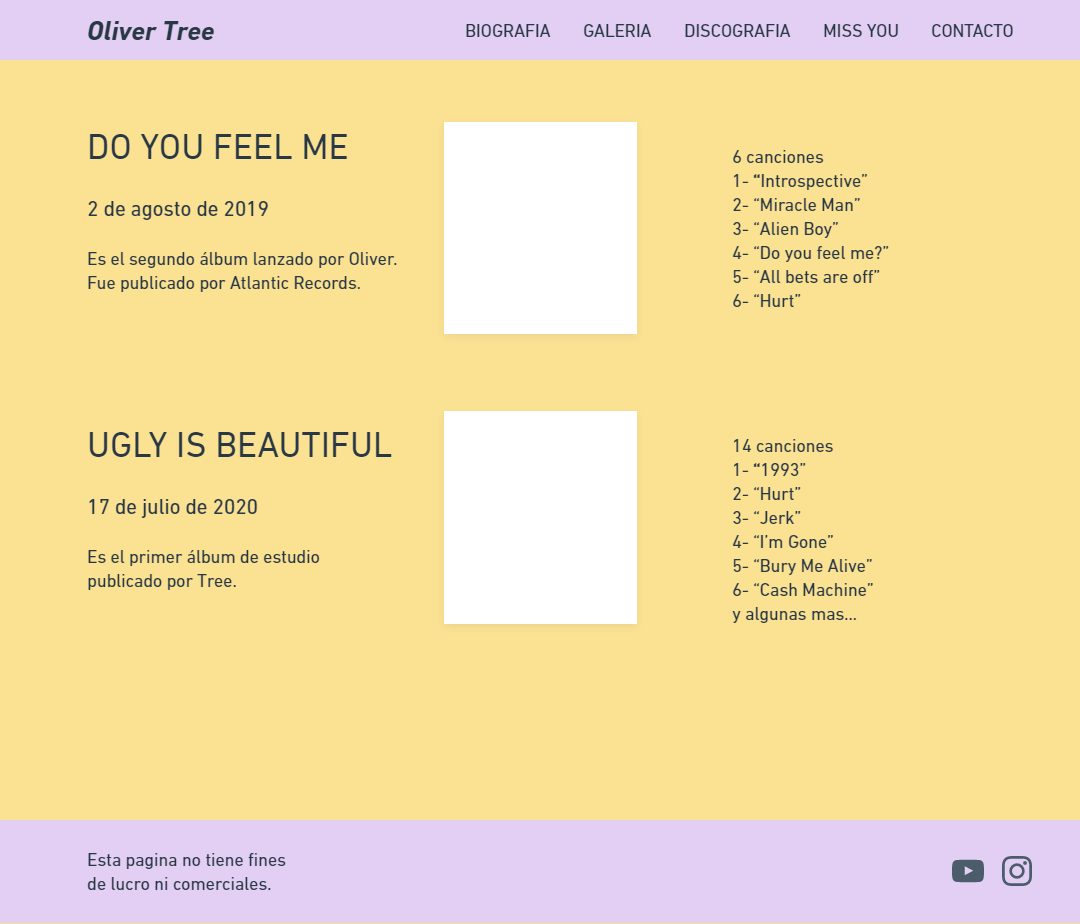 Oliver Tree
BIOGRAFIA GALERIA DISCOGRAFIA MISS YOU CONTACTO
DO YOU FEEL ME
2 de agosto de 2019
Es el segundo álbum lanzado por Oliver.
Fue publicado por Atlantic Records.
6 canciones
1- “Introspective”
2- “Miracle Man”
3- “Alien Boy”
4- “Do you feel me?”
5- “All bets are off”
6- “Hurt”
UGLY IS BEAUTIFUL
17 de julio de 2020
Es el primer álbum de estudio
publicado por Tree.
14 canciones
1- “1993”
2- “Hurt”
3- “Jerk”
4- “I’m Gone”
5- “Bury Me Alive”
6- “Cash Machine”
y algunas mas...
Esta pagina no tiene fines
de lucro ni comerciales.